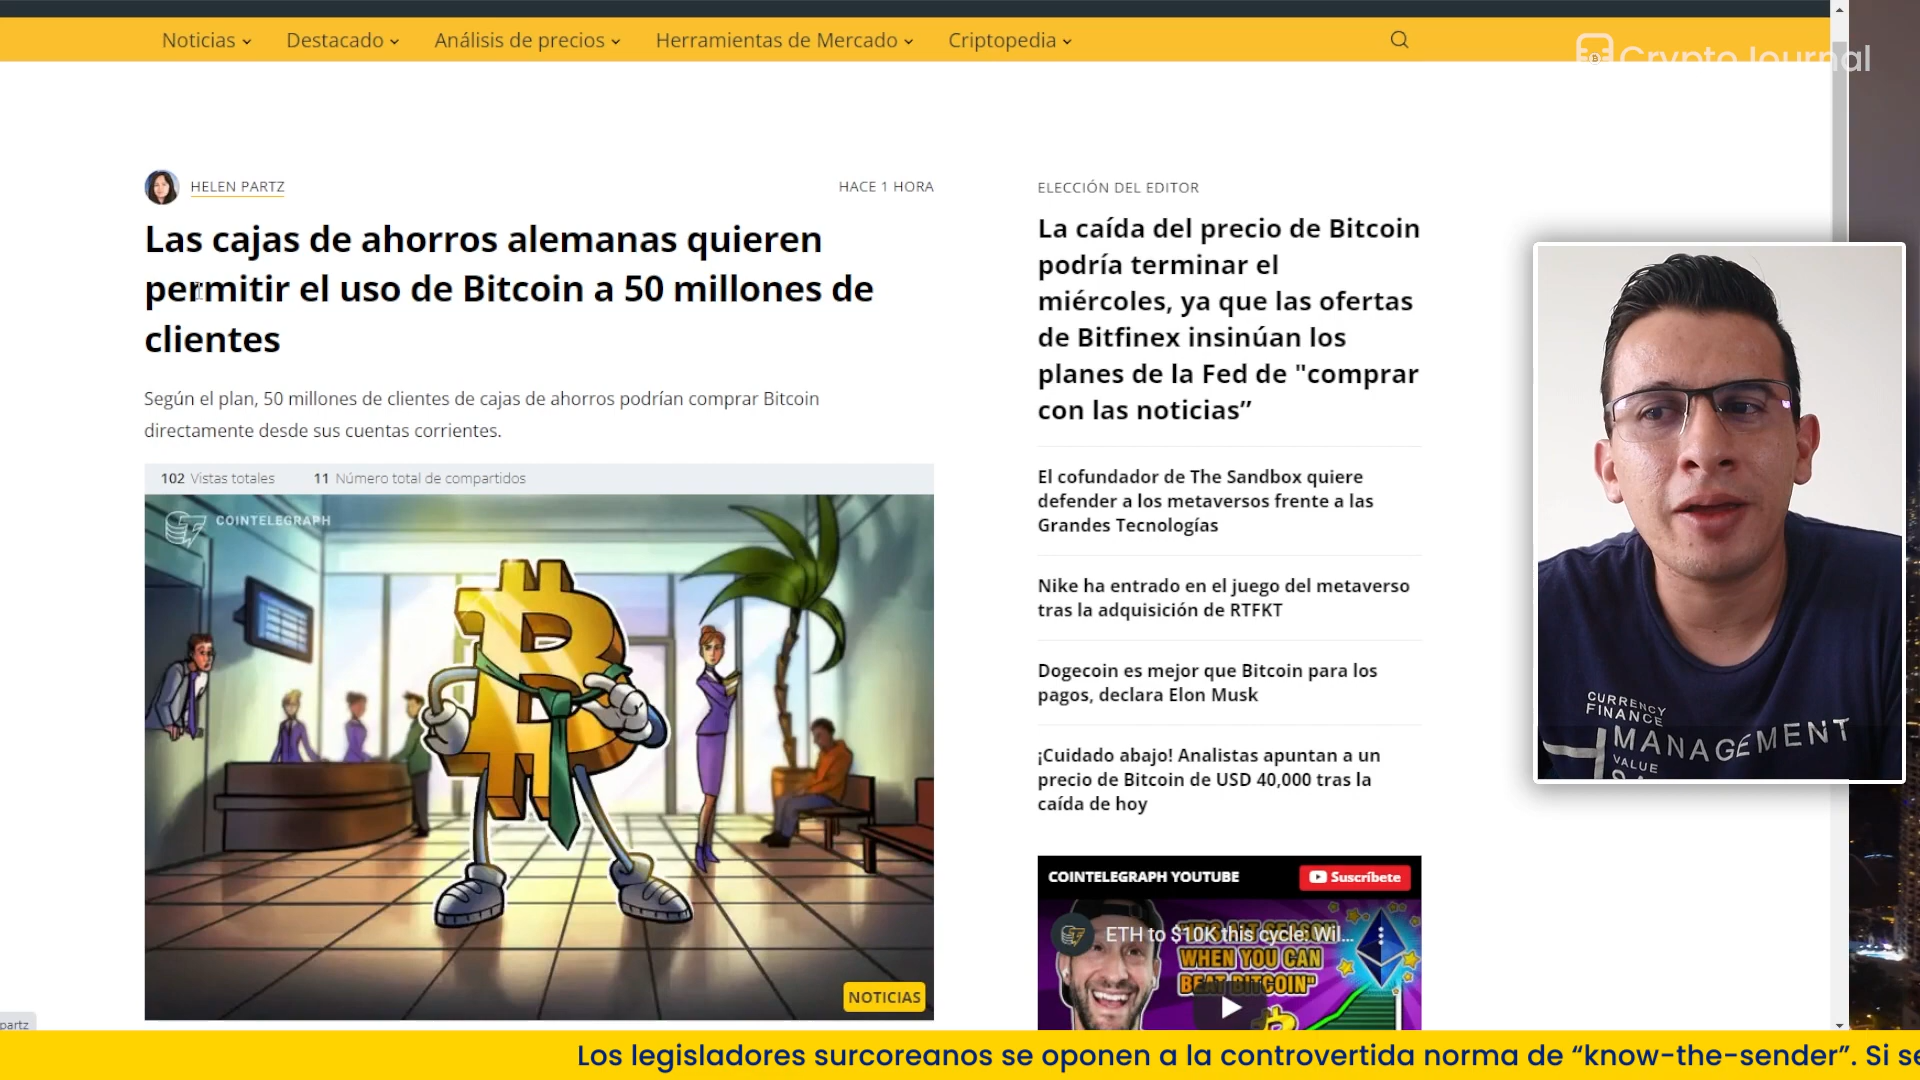 Noticias
Destacado
Análisis de precios
Herramientas de Mercado
Criptopedia
Crypto Journal
HELEN PARTZ
HACE 1 HORA
Las cajas de ahorros alemanas quieren
permitir el uso de Bitcoin a 50 millones de
clientes
Según el plan, 50 millones de clientes de cajas de ahorros podrían comprar Bitcoin
directamente desde sus cuentas corrientes.
102 Vistas totales
11 Número total de compartidos
COINTELEGRAPH
NOTICIAS
ELECCIÓN DEL EDITOR
La caída del precio de Bitcoin
podría terminar el
miércoles, ya que las ofertas
de Bitfinex insinúan los
planes de la Fed de "comprar
con las noticias”
El cofundador de The Sandbox quiere
defender a los metaversos frente a las
Grandes Tecnologías
Nike ha entrado en el juego del metaverso
tras la adquisición de RTFKT
Dogecoin es mejor que Bitcoin para los
pagos, declara Elon Musk
¡Cuidado abajo! Analistas apuntan a un
precio de Bitcoin de USD 40,000 tras la
caída de hoy
COINTELEGRAPH YOUTUBE
Suscríbete
ETH to $10K this cycle: Wil...
WHEN YOU CAN
BEAT BITCOIN"
CURRENCY
FINANCE
MANAGEMENT
VALUE
partz
Los legisladores surcoreanos se oponen a la controvertida norma de “know-the-sender”. Si se